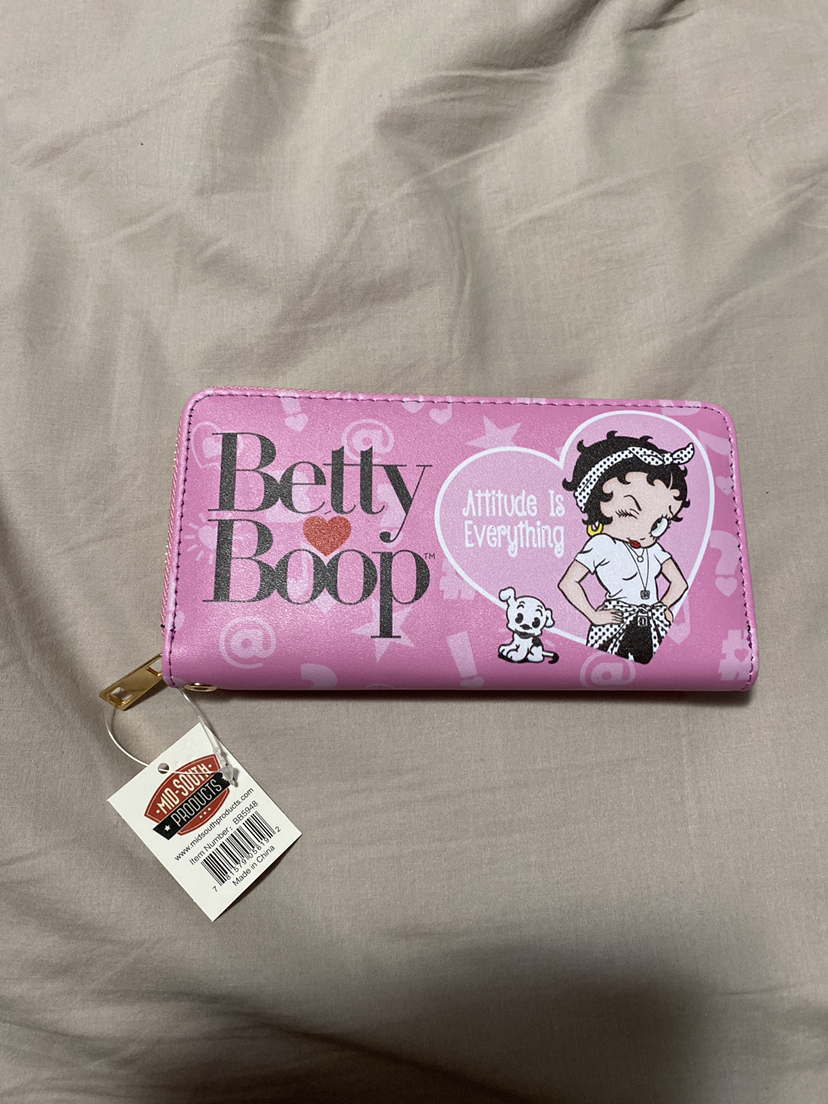 Betty
Boop™
Attitude Is
Everything
MID-SOUTH
PRODUCTS
www.midsouthproducts.com
Item Number: BB5948
Made in China